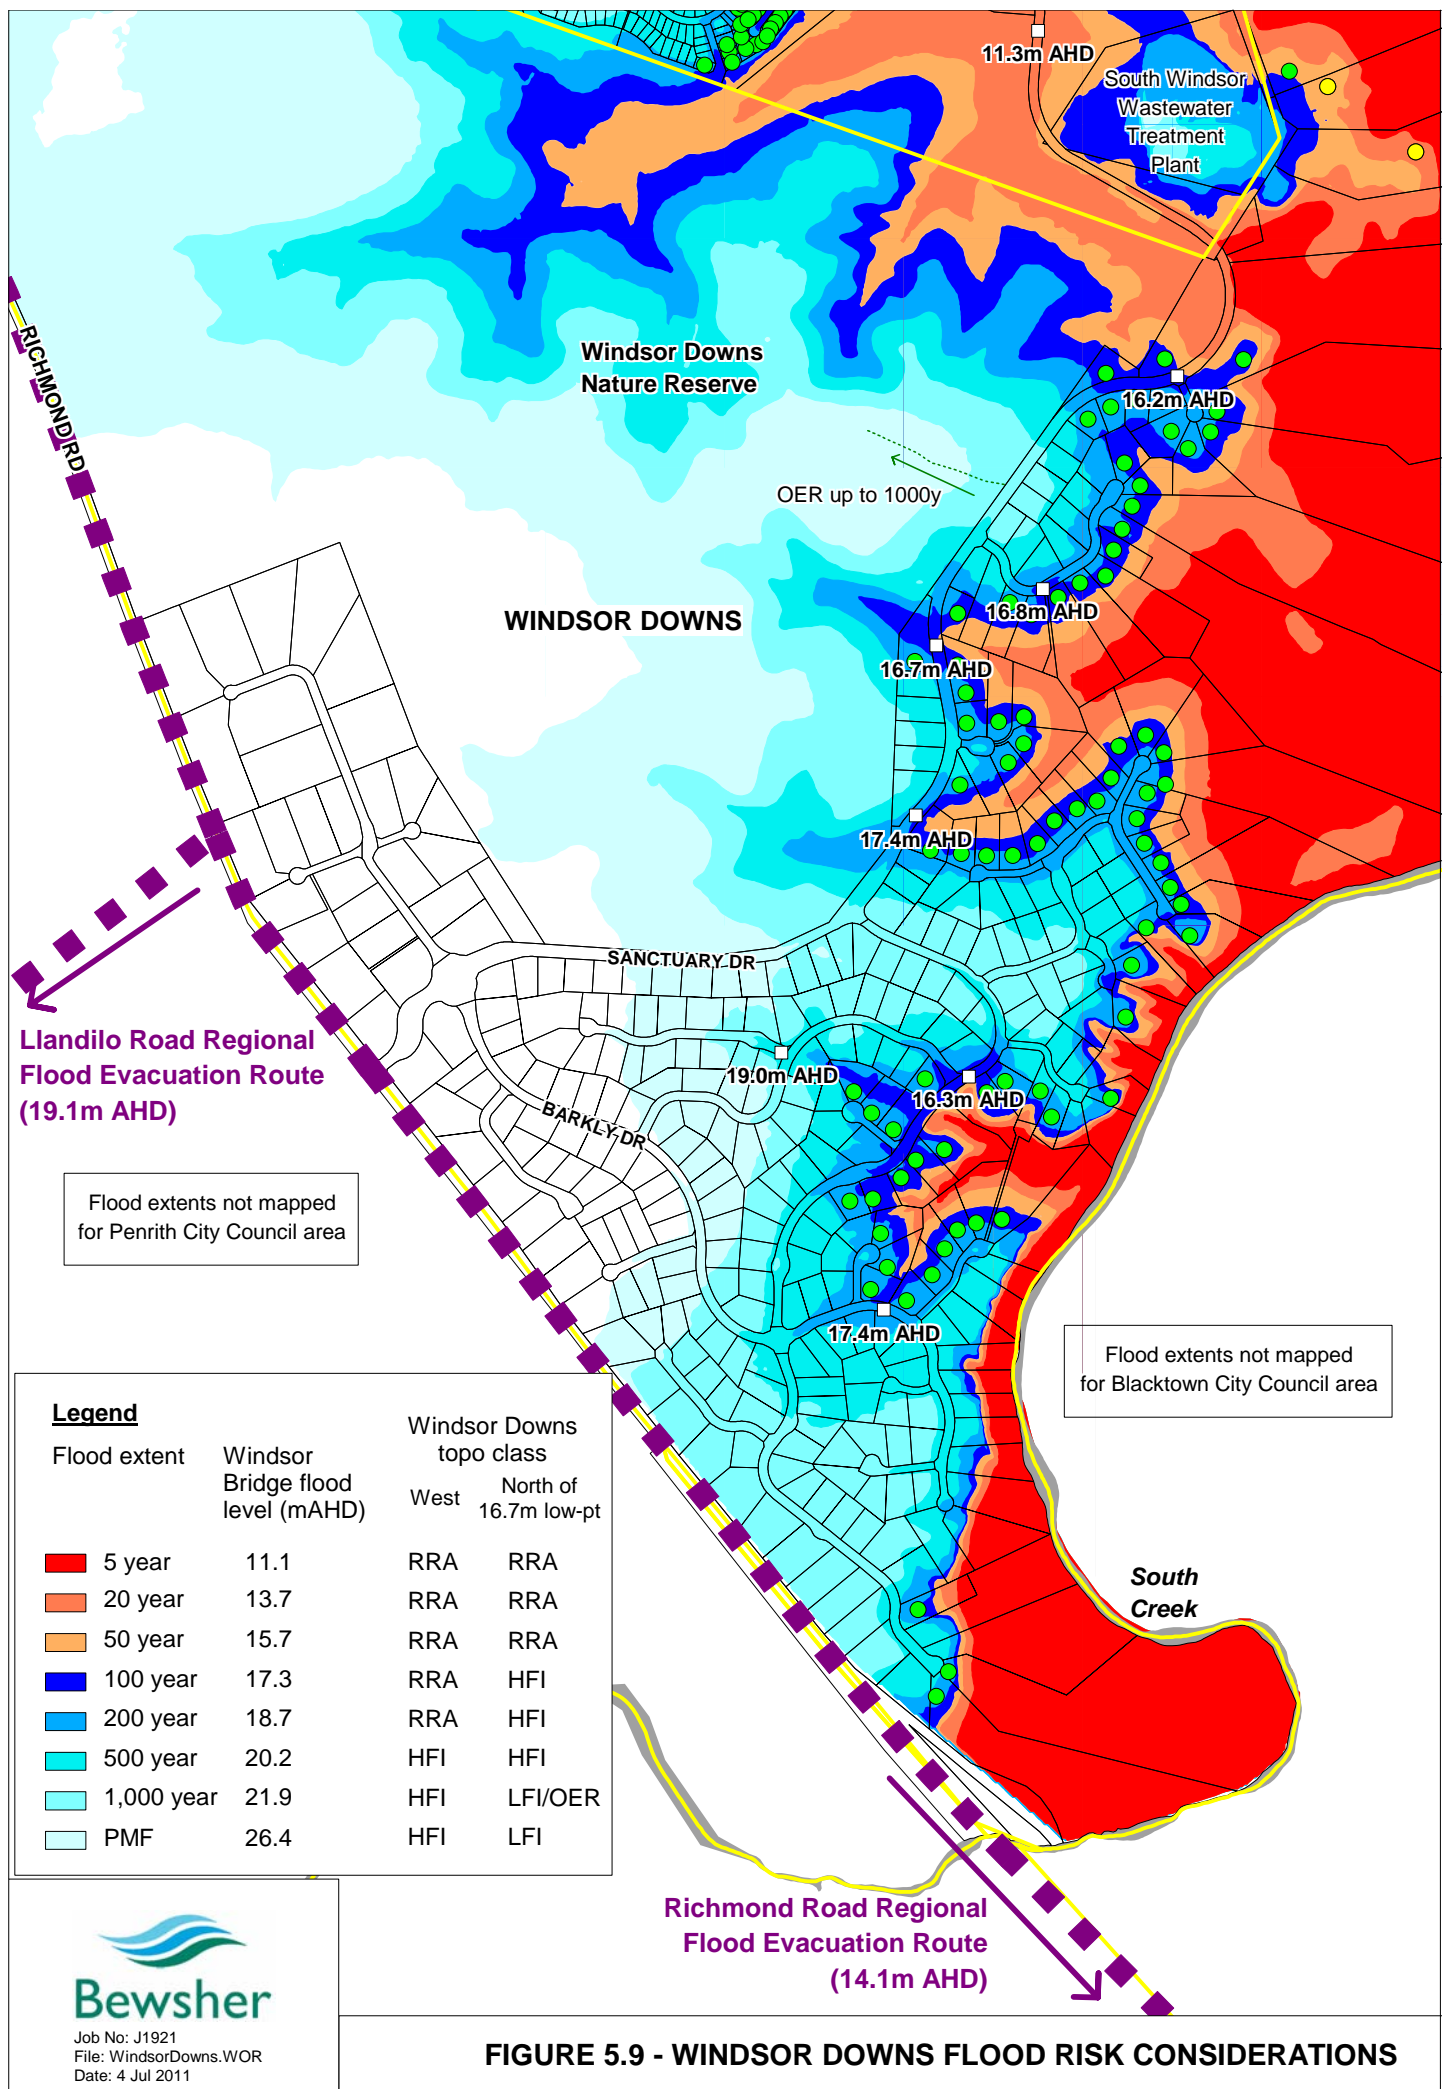 11.3m AHD
South Windsor
Wastewater
Treatment
Plant
RICHMOND RD
Windsor Downs
Nature Reserve
16.2m AHD
OER up to 1000y
16.8m AHD
WINDSOR DOWNS
16.7m AHD
17.4m AHD
SANCTUARY DR
Llandilo Road Regional
Flood Evacuation Route
(19.1m AHD)
19.0m AHD
16.3m AHD
BARKLY DR
Flood extents not mapped
for Penrith City Council area
17.4m AHD
Flood extents not mapped
for Blacktown City Council area
Legend
Flood extent
Windsor
Bridge flood
level (mAHD)
Windsor Downs
topo class
West
North of
16.7m low-pt
5 year 11.1 RRA RRA
20 year 13.7 RRA RRA
50 year 15.7 RRA RRA
100 year 17.3 RRA HFI
200 year 18.7 RRA HFI
500 year 20.2 HFI HFI
1,000 year 21.9 HFI LFI/OER
PMF 26.4 HFI LFI
South
Creek
Richmond Road Regional
Flood Evacuation Route
(14.1m AHD)
Bewsher
Job No: J1921
File: WindsorDowns.WOR
Date: 4 Jul 2011
FIGURE 5.9 - WINDSOR DOWNS FLOOD RISK CONSIDERATIONS